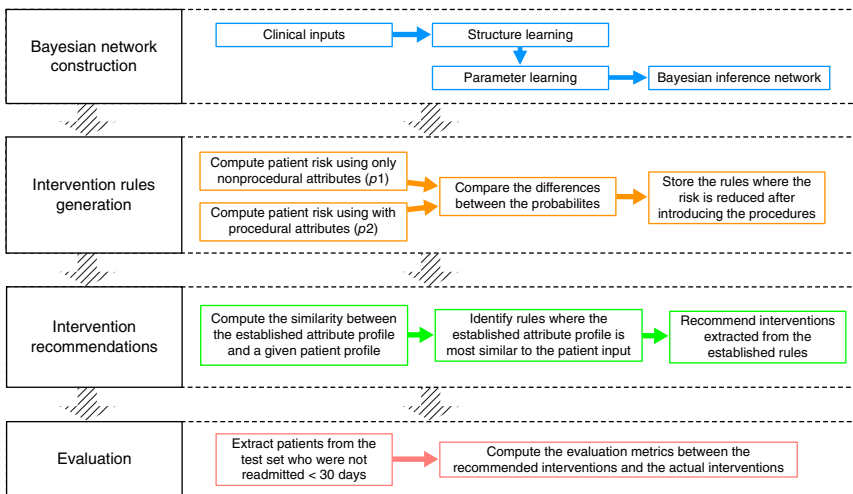 Bayesian network
construction
Clinical inputs
Structure learning
Parameter learning
Bayesian inference network
Intervention rules
generation
Compute patient risk using only
nonprocedural attributes (p1)
Compute patient risk using with
procedural attributes (p2)
Compare the differences
between the probabilites
Store the rules where the
risk is reduced after
introducing the procedures
Intervention
recommendations
Compute the similarity between
the established attribute profile
and a given patient profile
Identify rules where the
established attribute profile is
most similar to the patient input
Recommend interventions
extracted from the
established rules
Evaluation
Extract patients from the
test set who were not
readmitted < 30 days
Compute the evaluation metrics between the
recommended interventions and the actual interventions